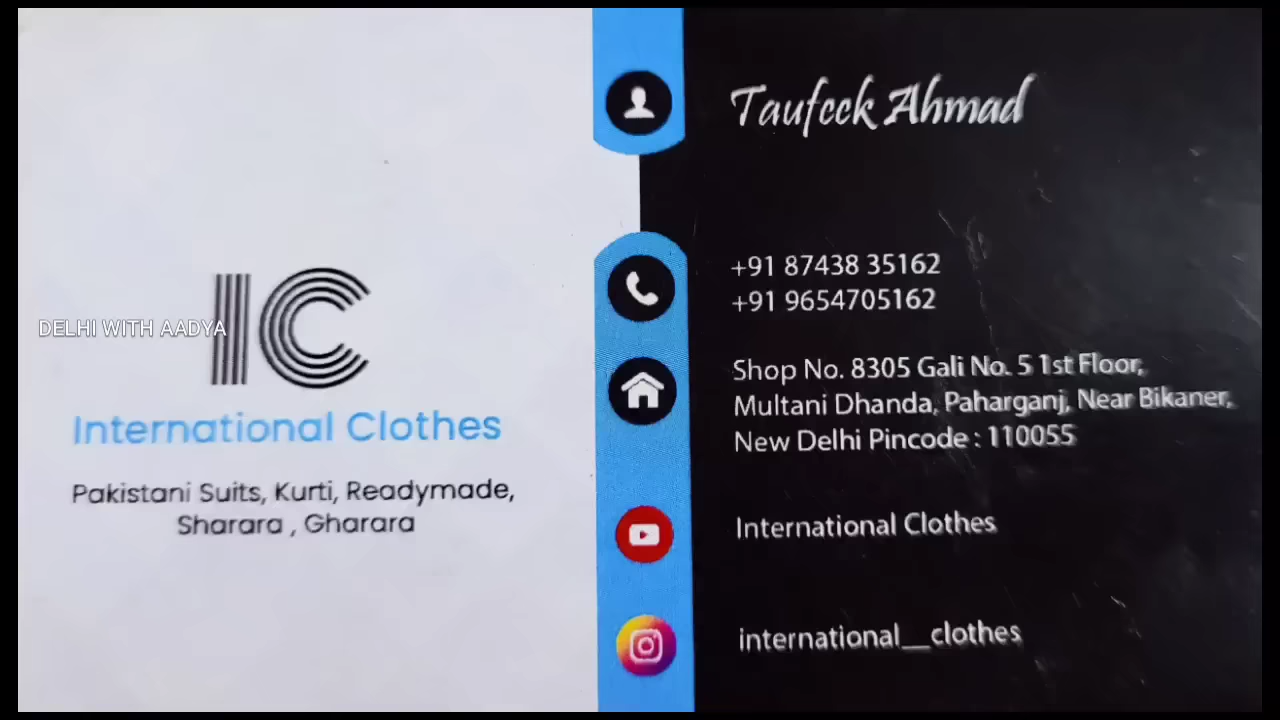 IC
DELHI WITH AADYA
International Clothes
Pakistani Suits, Kurti, Readymade,
Sharara , Gharara
Taufeek Ahmad
+91 87438 35162
+91 9654705162
Shop No. 8305 Gali No. 5 1st Floor,
Multani Dhanda, Paharganj, Near Bikaner,
New Delhi Pincode : 110055
International Clothes
international__clothes